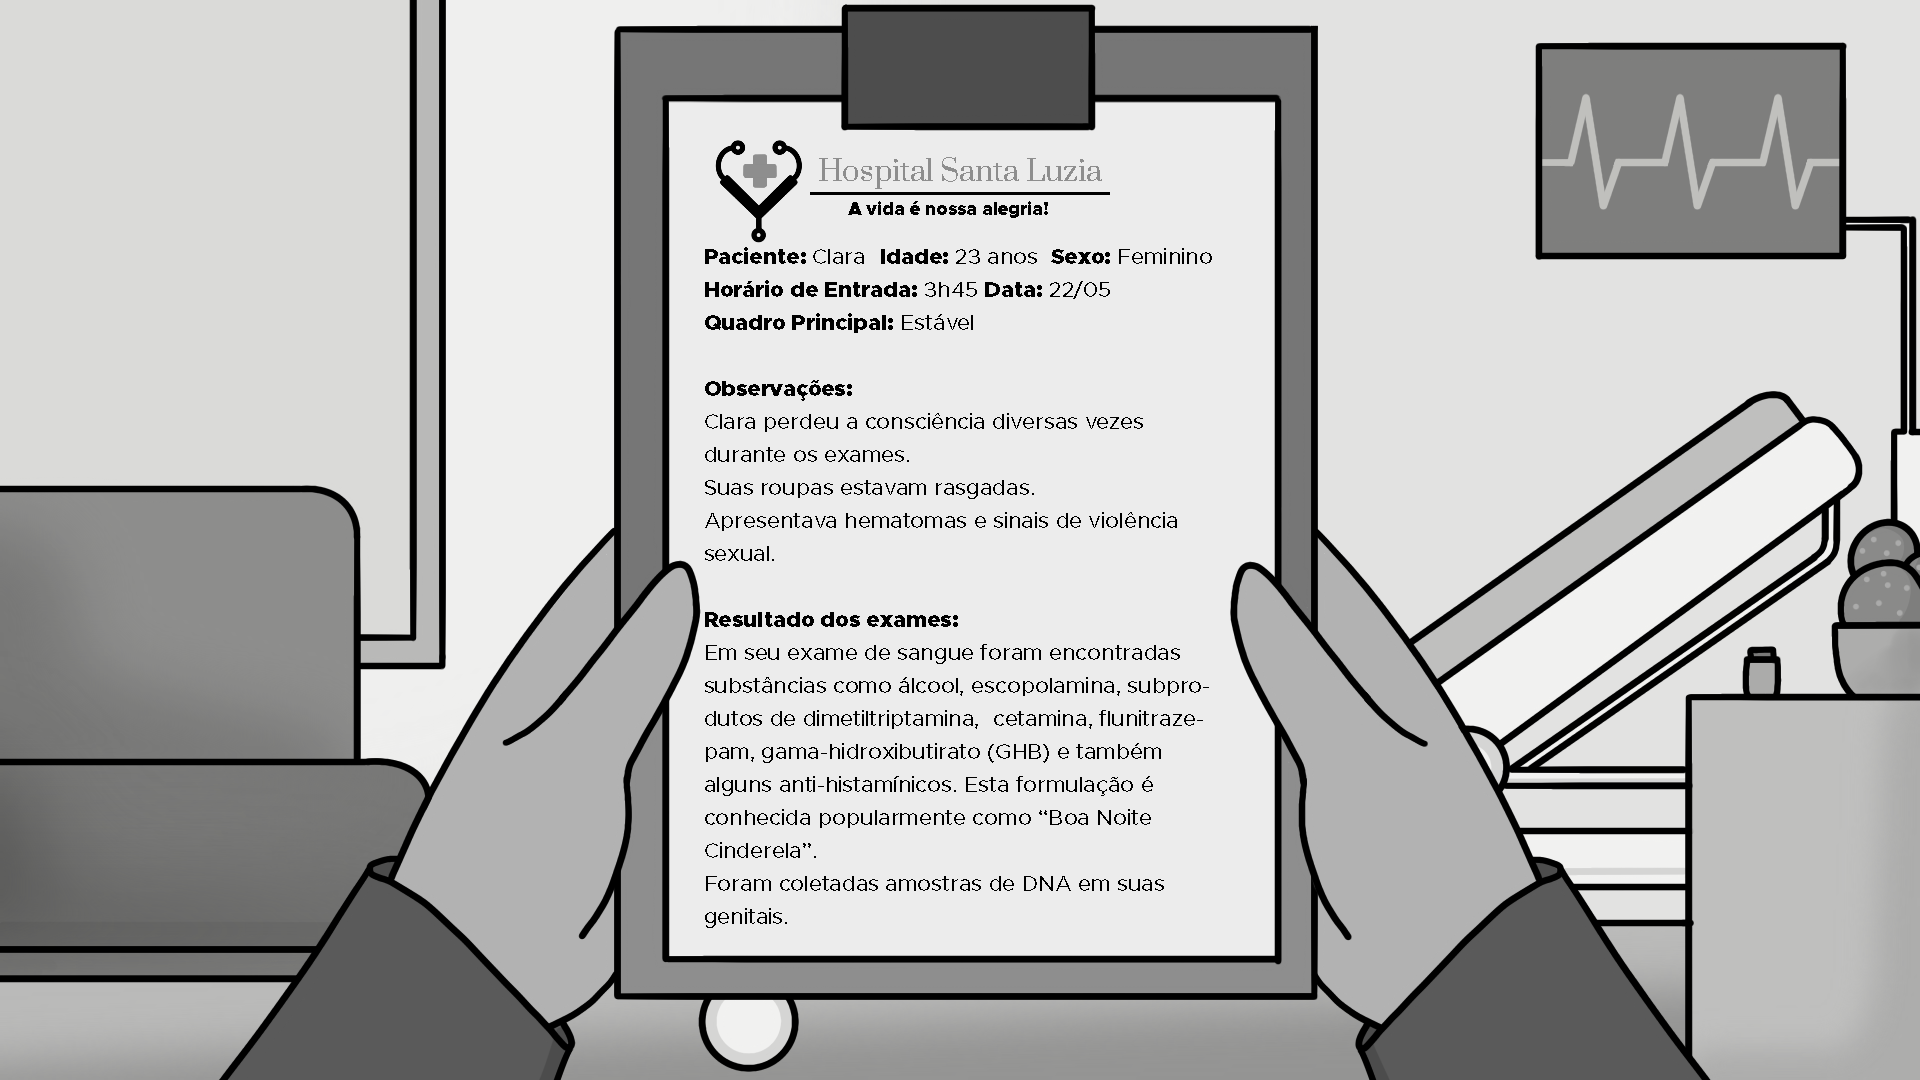 Hospital Santa Luzia
A vida é nossa alegria!
Paciente: Clara Idade: 23 anos Sexo: Feminino
Horário de Entrada: 3h45 Data: 22/05
Quadro Principal: Estável
Observações:
Clara perdeu a consciência diversas vezes
durante os exames.
Suas roupas estavam rasgadas.
Apresentava hematomas e sinais de violência
sexual.
Resultado dos exames:
Em seu exame de sangue foram encontradas
substâncias como álcool, escopolamina, subpro-
dutos de dimetiltriptamina, cetamina, flunitraze-
pam, gama-hidroxibutirato (GHB) e também
alguns anti-histamínicos. Esta formulação é
conhecida popularmente como “Boa Noite
Cinderela”.
Foram coletadas amostras de DNA em suas
genitais.